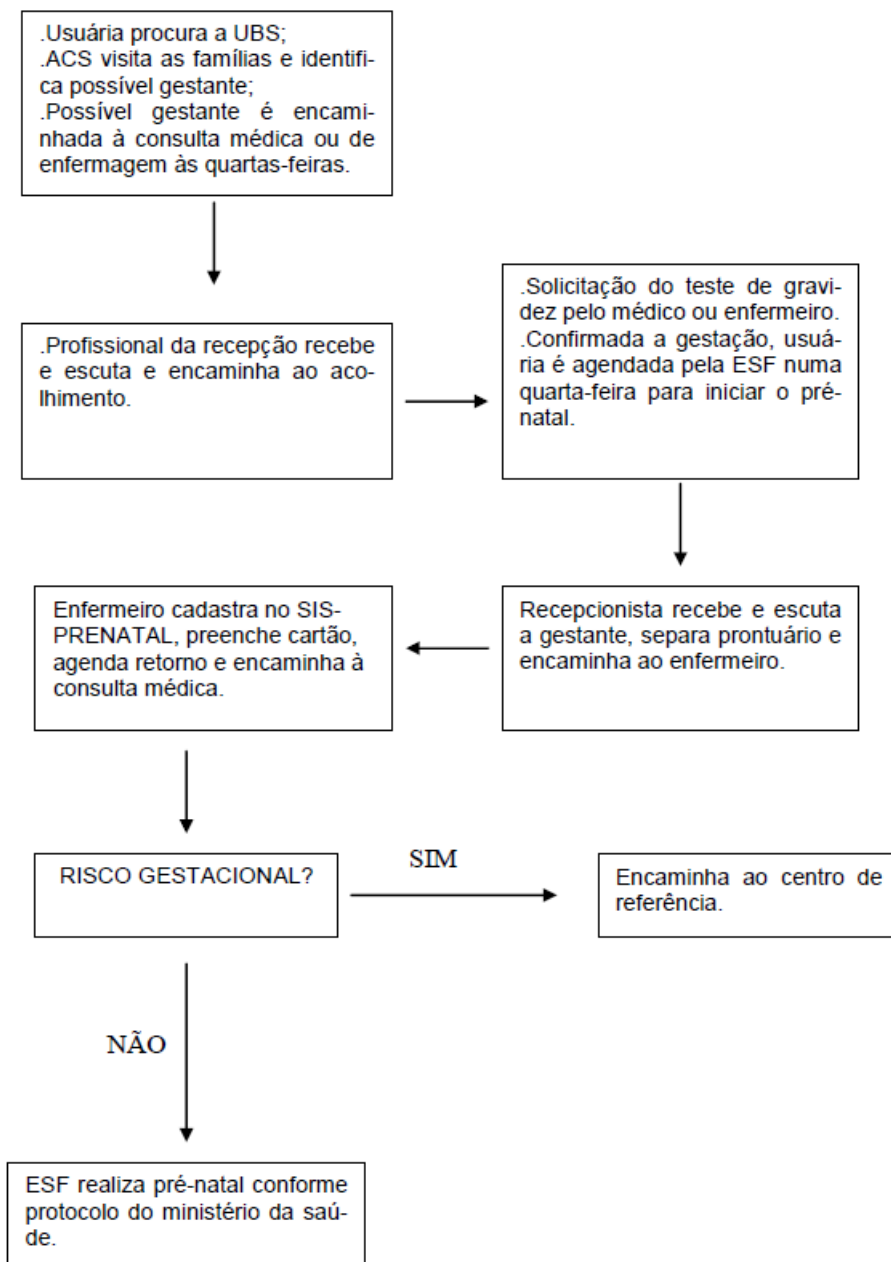 .Usuária procura a UBS;
.ACS visita as famílias e identifi-
ca possível gestante;
.Possível gestante é encami-
nhada à consulta médica ou de
enfermagem às quartas-feiras.
.Profissional da recepção recebe
e escuta e encaminha ao aco-
lhimento.
.Solicitação do teste de gravi-
dez pelo médico ou enfermeiro.
.Confirmada a gestação, usuá-
ria é agendada pela ESF numa
quarta-feira para iniciar o pré-
natal.
Recepcionista recebe e escuta
a gestante, separa prontuário e
encaminha ao enfermeiro.
Enfermeiro cadastra no SIS-
PRENATAL, preenche cartão,
agenda retorno e encaminha à
consulta médica.
RISCO GESTACIONAL?
SIM
Encaminha ao centro de
referência.
NÃO
ESF realiza pré-natal conforme
protocolo do ministério da saú-
de.